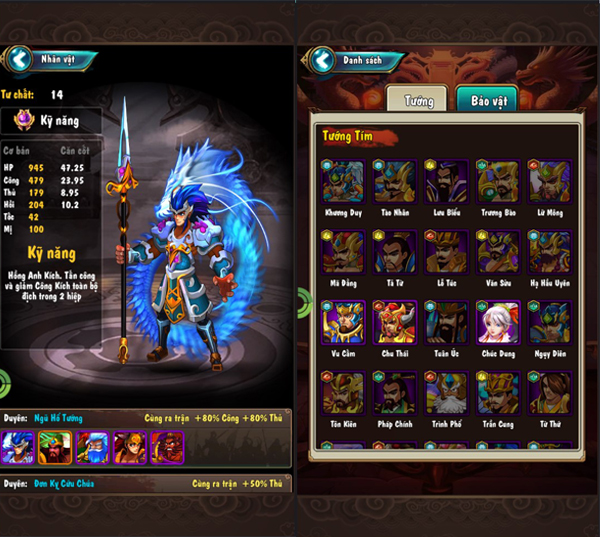 Nhân vật
Tư chất: 14
Kỹ năng
Cơ bản Căn cốt
HP 945 47.25
Công 479 23.95
Thủ 179 8.95
Hồi 204 10.2
Tốc 42
Mị 100
Kỹ năng
Hồng Anh Kích. Tấn công
và giảm Công Kích toàn bộ
địch trong 2 hiệp
Duyên: Ngũ Hổ Tướng Cùng ra trận +80% Công +80% Thủ
Duyên: Đơn Kỵ Cứu Chúa Cùng ra trận +50% Thủ
Danh sách
Tướng Bảo vật
Tướng Tím
Khương Duy Tào Nhân Lưu Biểu Trương Bào Lữ Mông
Mã Đằng Tả Từ Lỗ Túc Văn Sửu Hạ Hầu Uyên
Vu Cấm Chu Thái Tuân Úc Chúc Dung Ngụy Diên
Tôn Kiên Pháp Chính Trình Phổ Trần Cung Từ Thứ